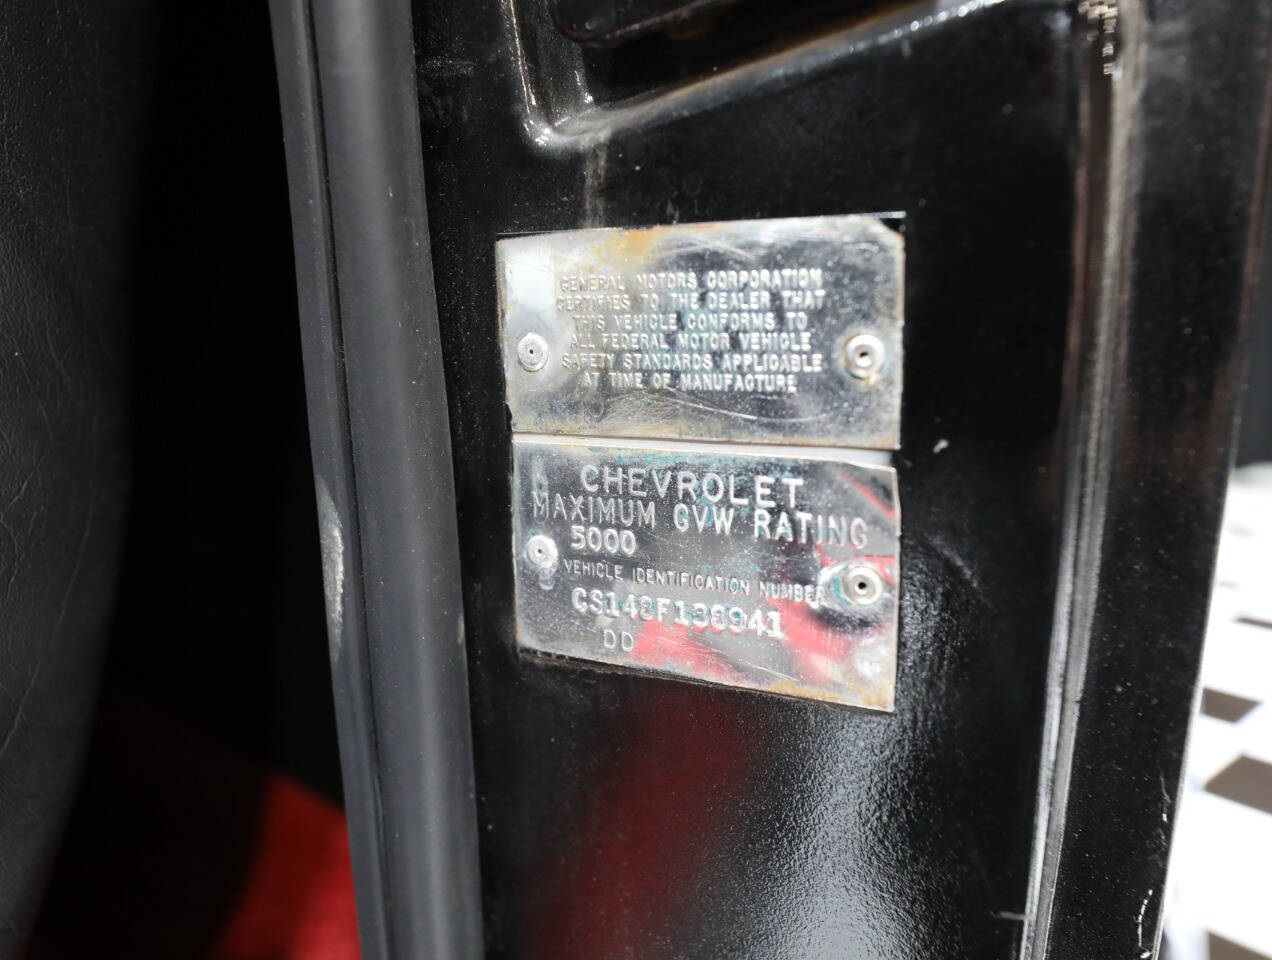 GENERAL MOTORS CORPORATION
CERTIFIES TO THE DEALER THAT
THIS VEHICLE CONFORMS TO
ALL FEDERAL MOTOR VEHICLE
SAFETY STANDARDS APPLICABLE
AT TIME OF MANUFACTURE
CHEVROLET
MAXIMUM GVW RATING
5000
VEHICLE IDENTIFICATION NUMBER
CS148F138941
DD